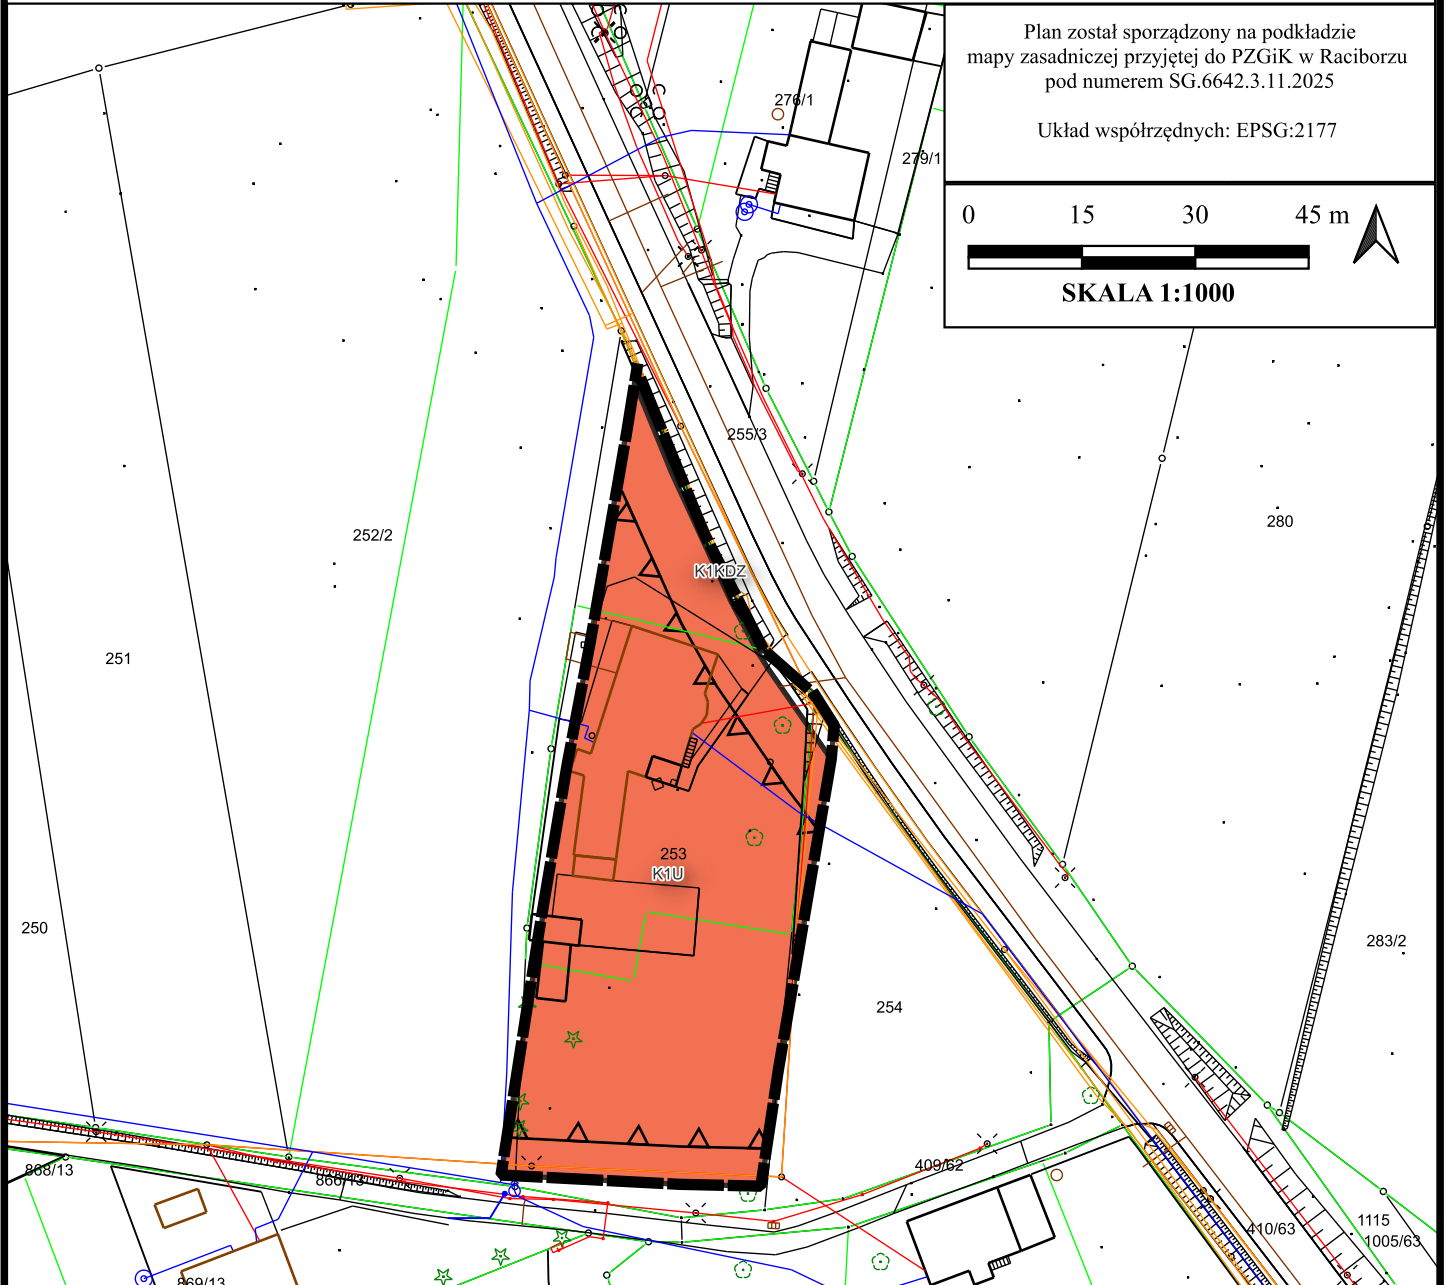 Plan został sporządzony na podkładzie
mapy zasadniczej przyjętej do PZGiK w Raciborzu
pod numerem SG.6642.3.11.2025
Układ współrzędnych: EPSG:2177
0 15 30 45 m
SKALA 1:1000
276/1
279/1
255/3
252/2
280
K1KDZ
251
253
K1U
250
283/2
254
868/13
866/13
409/62
410/63
1115
1005/63
869/13